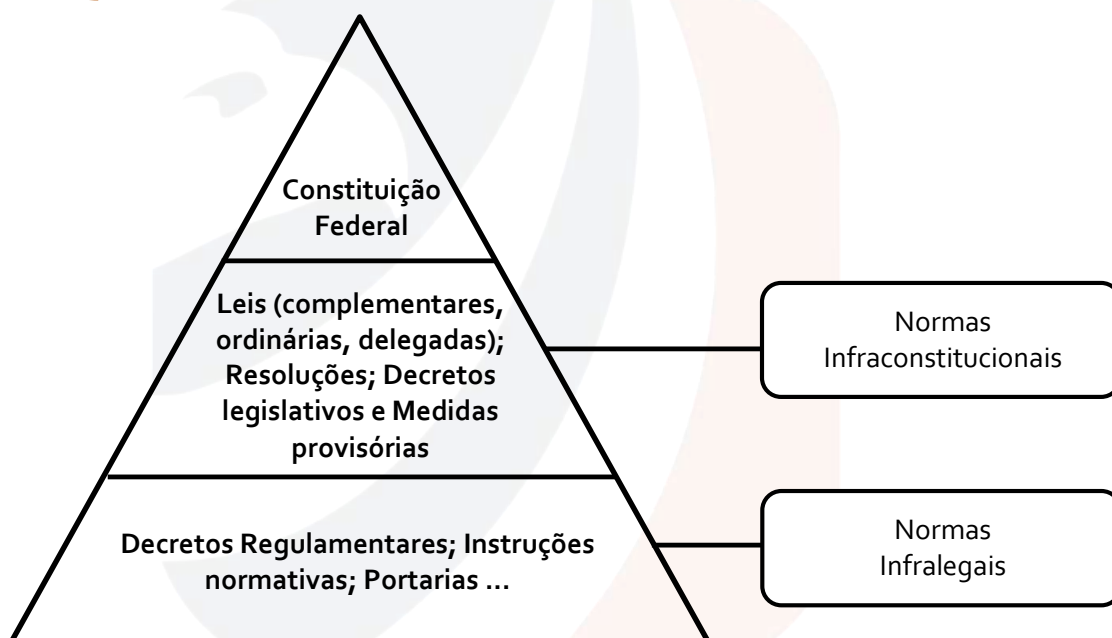 Constituição
Federal
Leis (complementares,
ordinárias, delegadas);
Resoluções; Decretos
legislativos e Medidas
provisórias
Normas
Infraconstitucionais
Decretos Regulamentares; Instruções
normativas; Portarias ...
Normas
Infralegais